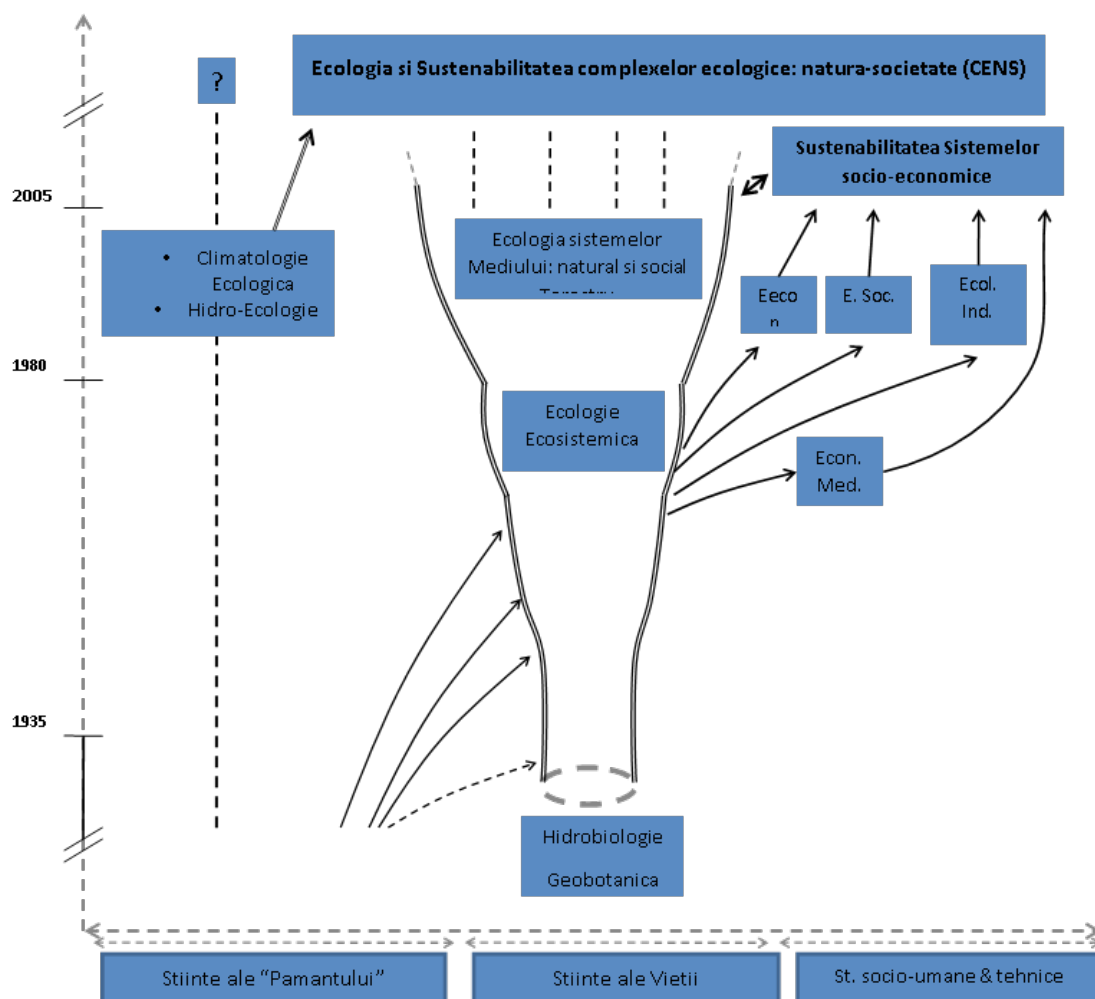 ?
Ecologia si Sustenabilitatea complexelor ecologice: natura-societate (CENS)
Sustenabilitatea Sistemelor
socio-economice
2005
• Climatologie
Ecologica
• Hidro-Ecologie
Ecologia sistemelor
Mediului: natural si social
Eeco
n
E. Soc.
Ecol.
Ind.
1980
Ecologie
Ecosistemica
Econ.
Med.
1935
Hidrobiologie
Geobotanica
Stiinte ale “Pamantului”
Stiinte ale Vietii
St. socio-umane & tehnice